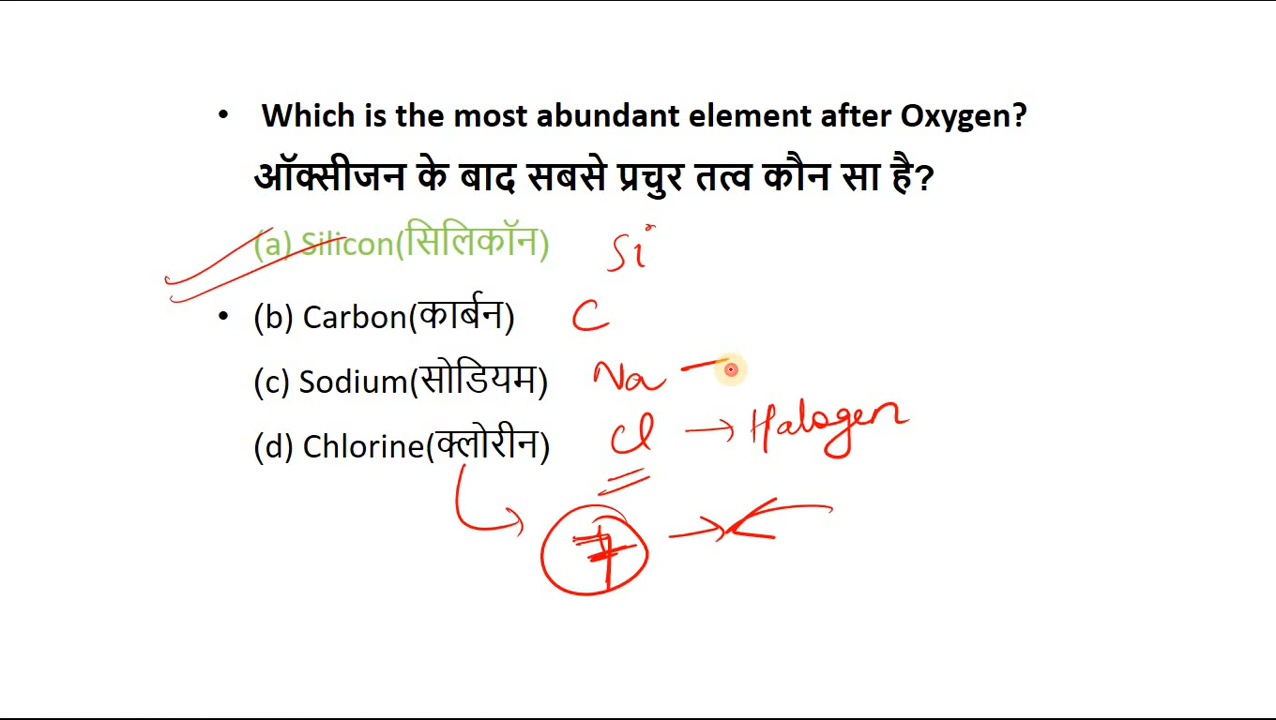 • Which is the most abundant element after Oxygen?
ऑक्सीजन के बाद सबसे प्रचुर तत्व कौन सा है?
(a) Silicon(सिलिकॉन) Si
• (b) Carbon(कार्बन) C
(c) Sodium(सोडियम) Na —
(d) Chlorine(क्लोरीन) Cl → Halogen
7 →